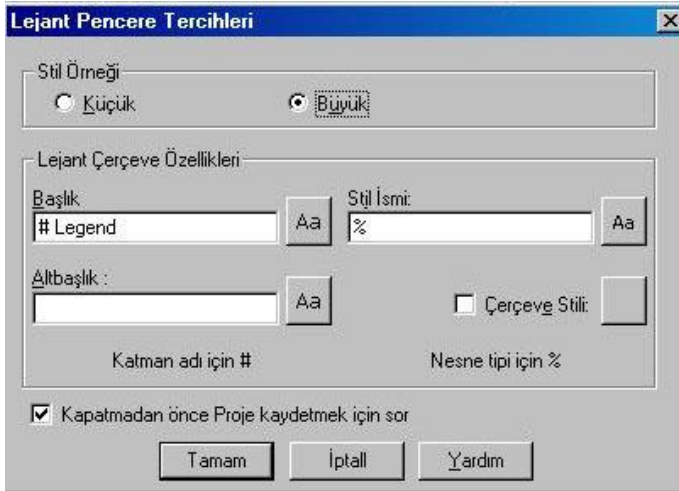 Lejant Pencere Tercihleri
Stil Örneği
Küçük
Büyük
Lejant Çerçeve Özellikleri
Başlık
Stil İsmi:
# Legend
Aa
%
Aa
Altbaşlık :
Aa
Çerçeve Stili:
Katman adı için #
Nesne tipi için %
Kapatmadan önce Proje kaydetmek için sor
Tamam
İptall
Yardım